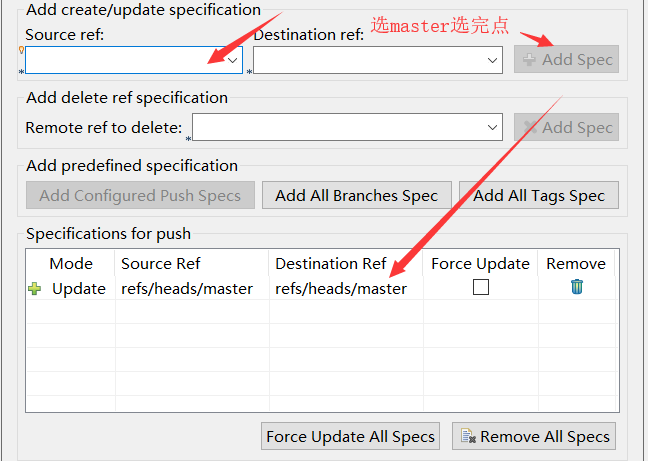 Add create/update specification
选master选完点
Source ref:
Destination ref:
Add Spec
Add delete ref specification
Remote ref to delete:
Add Spec
Add predefined specification
Add Configured Push Specs
Add All Branches Spec
Add All Tags Spec
Specifications for push
Mode Source Ref Destination Ref Force Update Remove
Update refs/heads/master refs/heads/master
Force Update All Specs
Remove All Specs